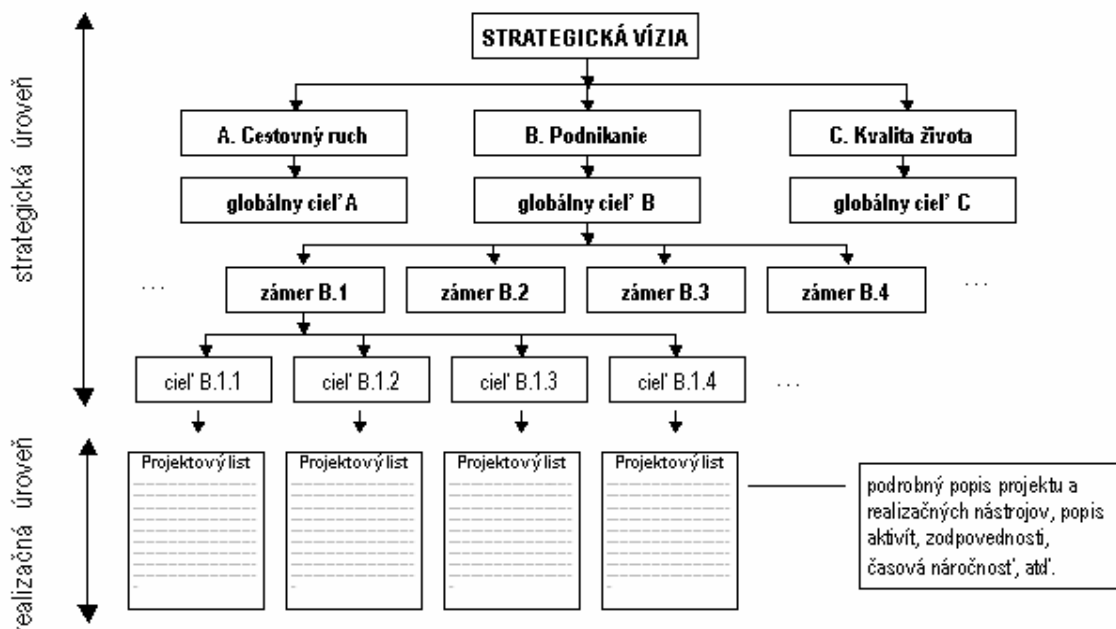 STRATEGICKÁ VÍZIA
A. Cestovný ruch
B. Podnikanie
C. Kvalita života
globálny cieľ A
globálny cieľ B
globálny cieľ C
strategická úroveň
...
zámer B.1
zámer B.2
zámer B.3
zámer B.4
...
cieľ B.1.1
cieľ B.1.2
cieľ B.1.3
cieľ B.1.4
...
realizačná úroveň
Projektový list
Projektový list
Projektový list
Projektový list
podrobný popis projektu a
realizačných nástrojov, popis
aktivít, zodpovednosti,
časová náročnosť, atď.